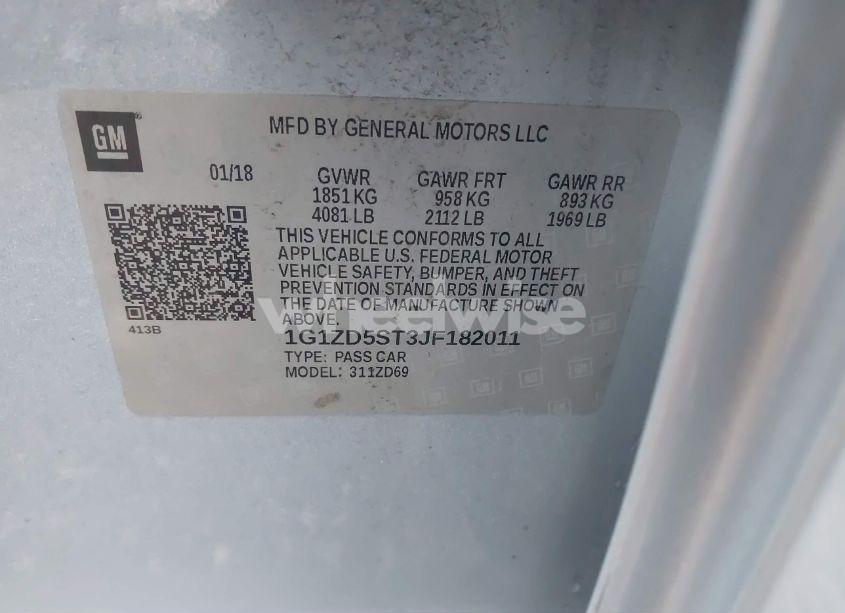 GM
MFD BY GENERAL MOTORS LLC
01/18 GVWR GAWR FRT GAWR RR
1851 KG 958 KG 893 KG
4081 LB 2112 LB 1969 LB
THIS VEHICLE CONFORMS TO ALL
APPLICABLE U.S. FEDERAL MOTOR
VEHICLE SAFETY, BUMPER, AND THEFT
PREVENTION STANDARDS IN EFFECT ON
THE DATE OF MANUFACTURE SHOWN
ABOVE.
wheelwise
413B
1G1ZD5ST3JF182011
TYPE: PASS CAR
MODEL: 311ZD69